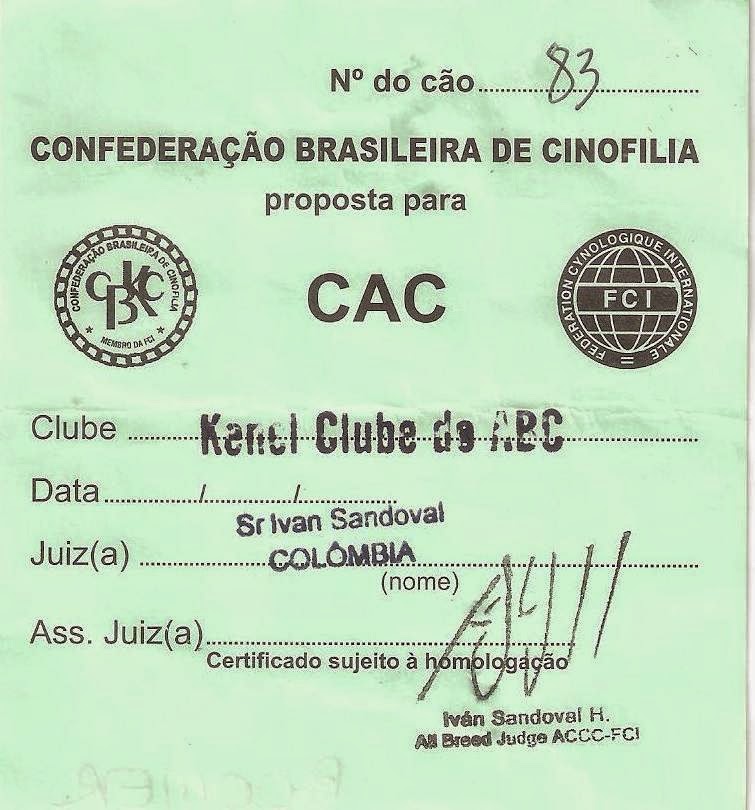 Nº do cão 83
CONFEDERAÇÃO BRASILEIRA DE CINOFILIA
proposta para
CONFEDERAÇÃO BRASILEIRA DE CINOFILIA
CBKC
MEMBRO DA FCI
CAC
FEDERATION CYNOLOGIQUE INTERNATIONALE
FCI
Clube Kenel Clube do ABC
Data / /
Sr Ivan Sandoval
Juiz(a) COLÔMBIA
(nome)
Ass. Juiz(a)
Certificado sujeito à homologação
Iván Sandoval H.
All Breed Judge ACCC-FCI